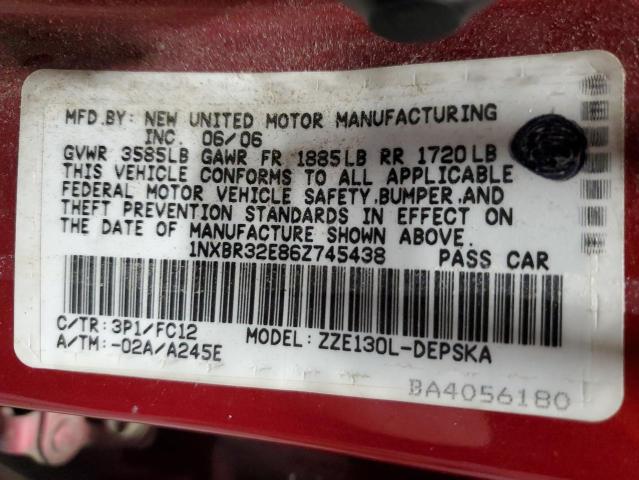 MFD.BY: NEW UNITED MOTOR MANUFACTURING
INC. 06/06
GVWR 3585LB GAWR FR 1885LB RR 1720LB
THIS VEHICLE CONFORMS TO ALL APPLICABLE
FEDERAL MOTOR VEHICLE SAFETY,BUMPER,AND
THEFT PREVENTION STANDARDS IN EFFECT ON
THE DATE OF MANUFACTURE SHOWN ABOVE.
1NXBR32E86Z745438 PASS CAR
C/TR:3P1/FC12 MODEL:ZZE130L-DEPSKA
A/TM:-02A/A245E
BA4056180